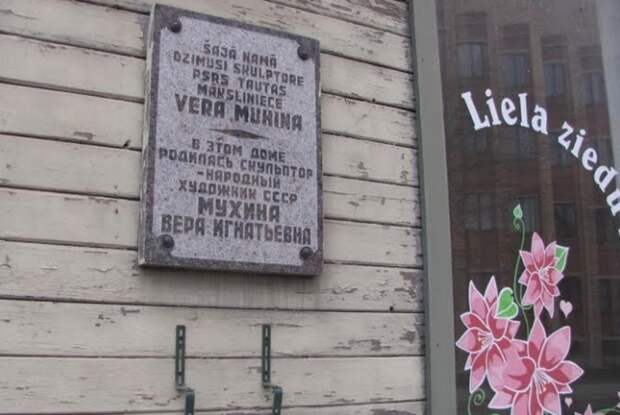 ŠAJĀ NAMĀ
DZIMUSI SKULPTORE
PSRS TAUTAS
MĀKSLINIECE
VERA MUHINA
В ЭТОМ ДОМЕ
РОДИЛАСЬ СКУЛЬПТОР
-НАРОДНЫЙ
ХУДОЖНИК СССР
МУХИНА
ВЕРА ИГНАТЬЕВНА
Liela ziedu